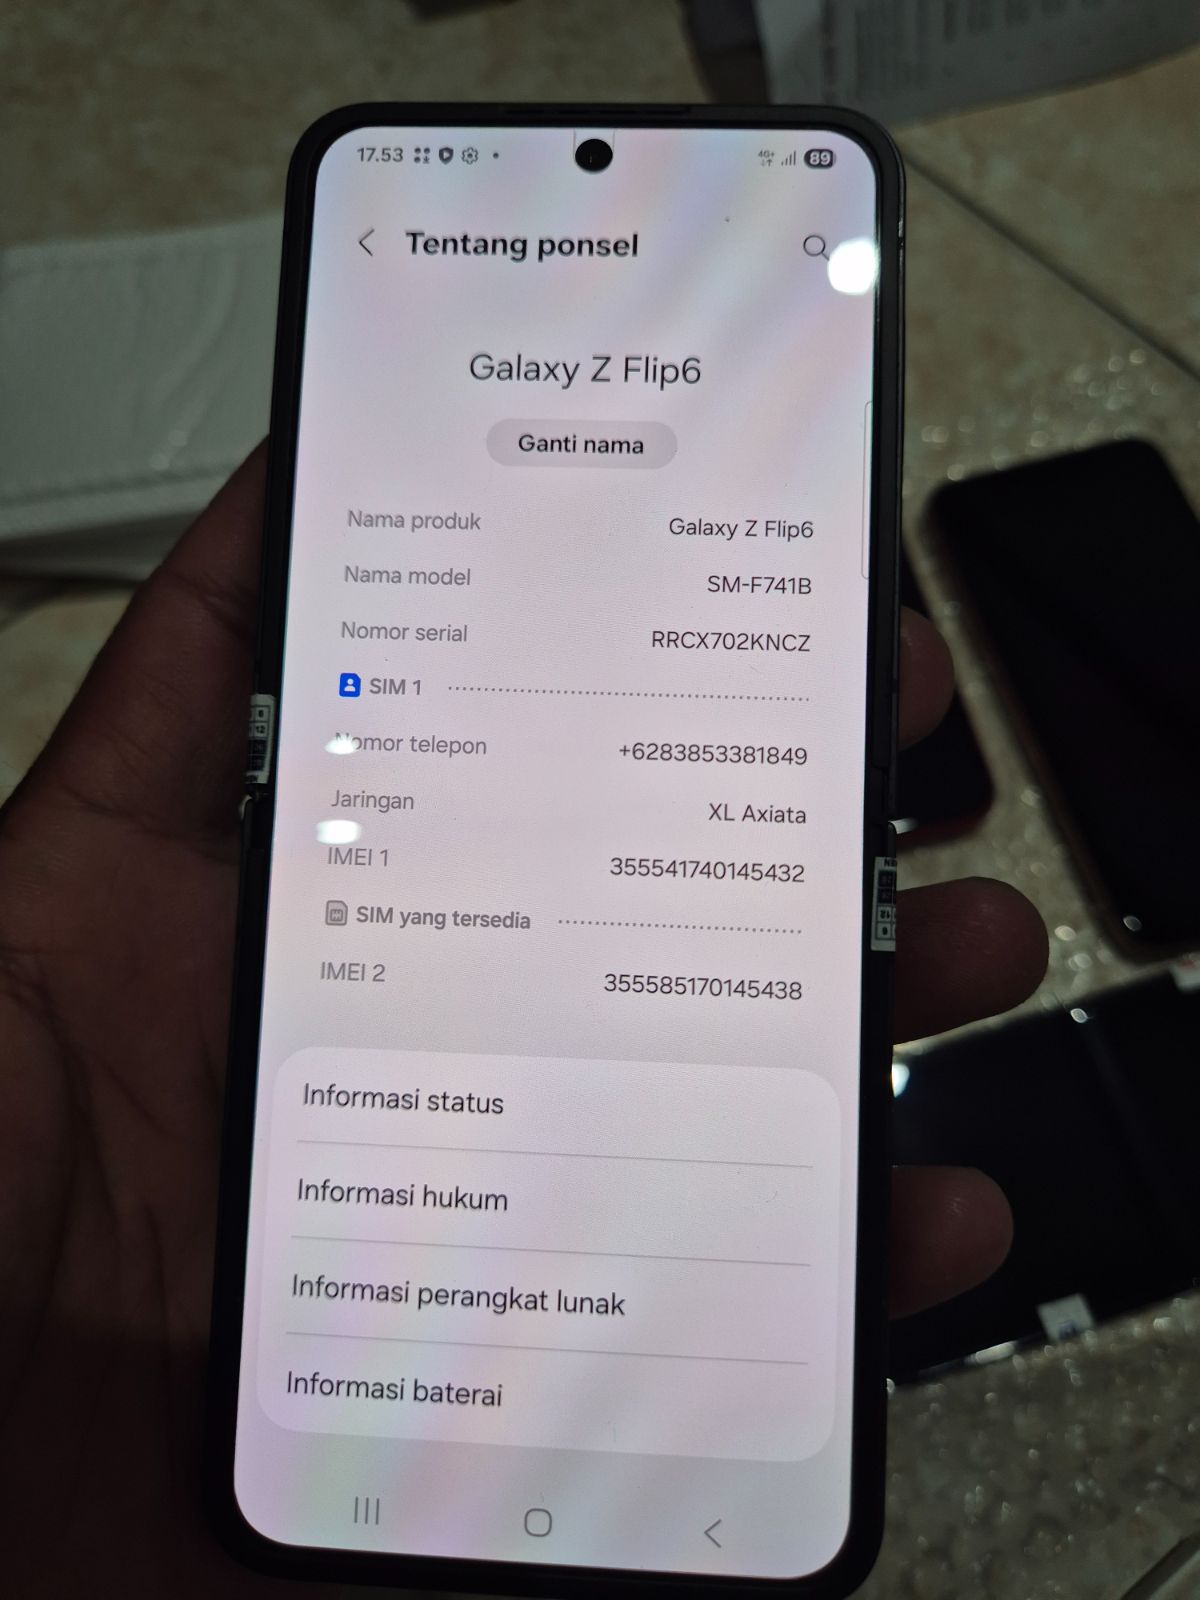 17.53
4G+
89
Tentang ponsel
Galaxy Z Flip6
Ganti nama
Nama produk Galaxy Z Flip6
Nama model SM-F741B
Nomor serial RRCX702KNCZ
SIM 1
Nomor telepon +6283853381849
Jaringan XL Axiata
IMEI 1 355541740145432
SIM yang tersedia
IMEI 2 355585170145438
Informasi status
Informasi hukum
Informasi perangkat lunak
Informasi baterai